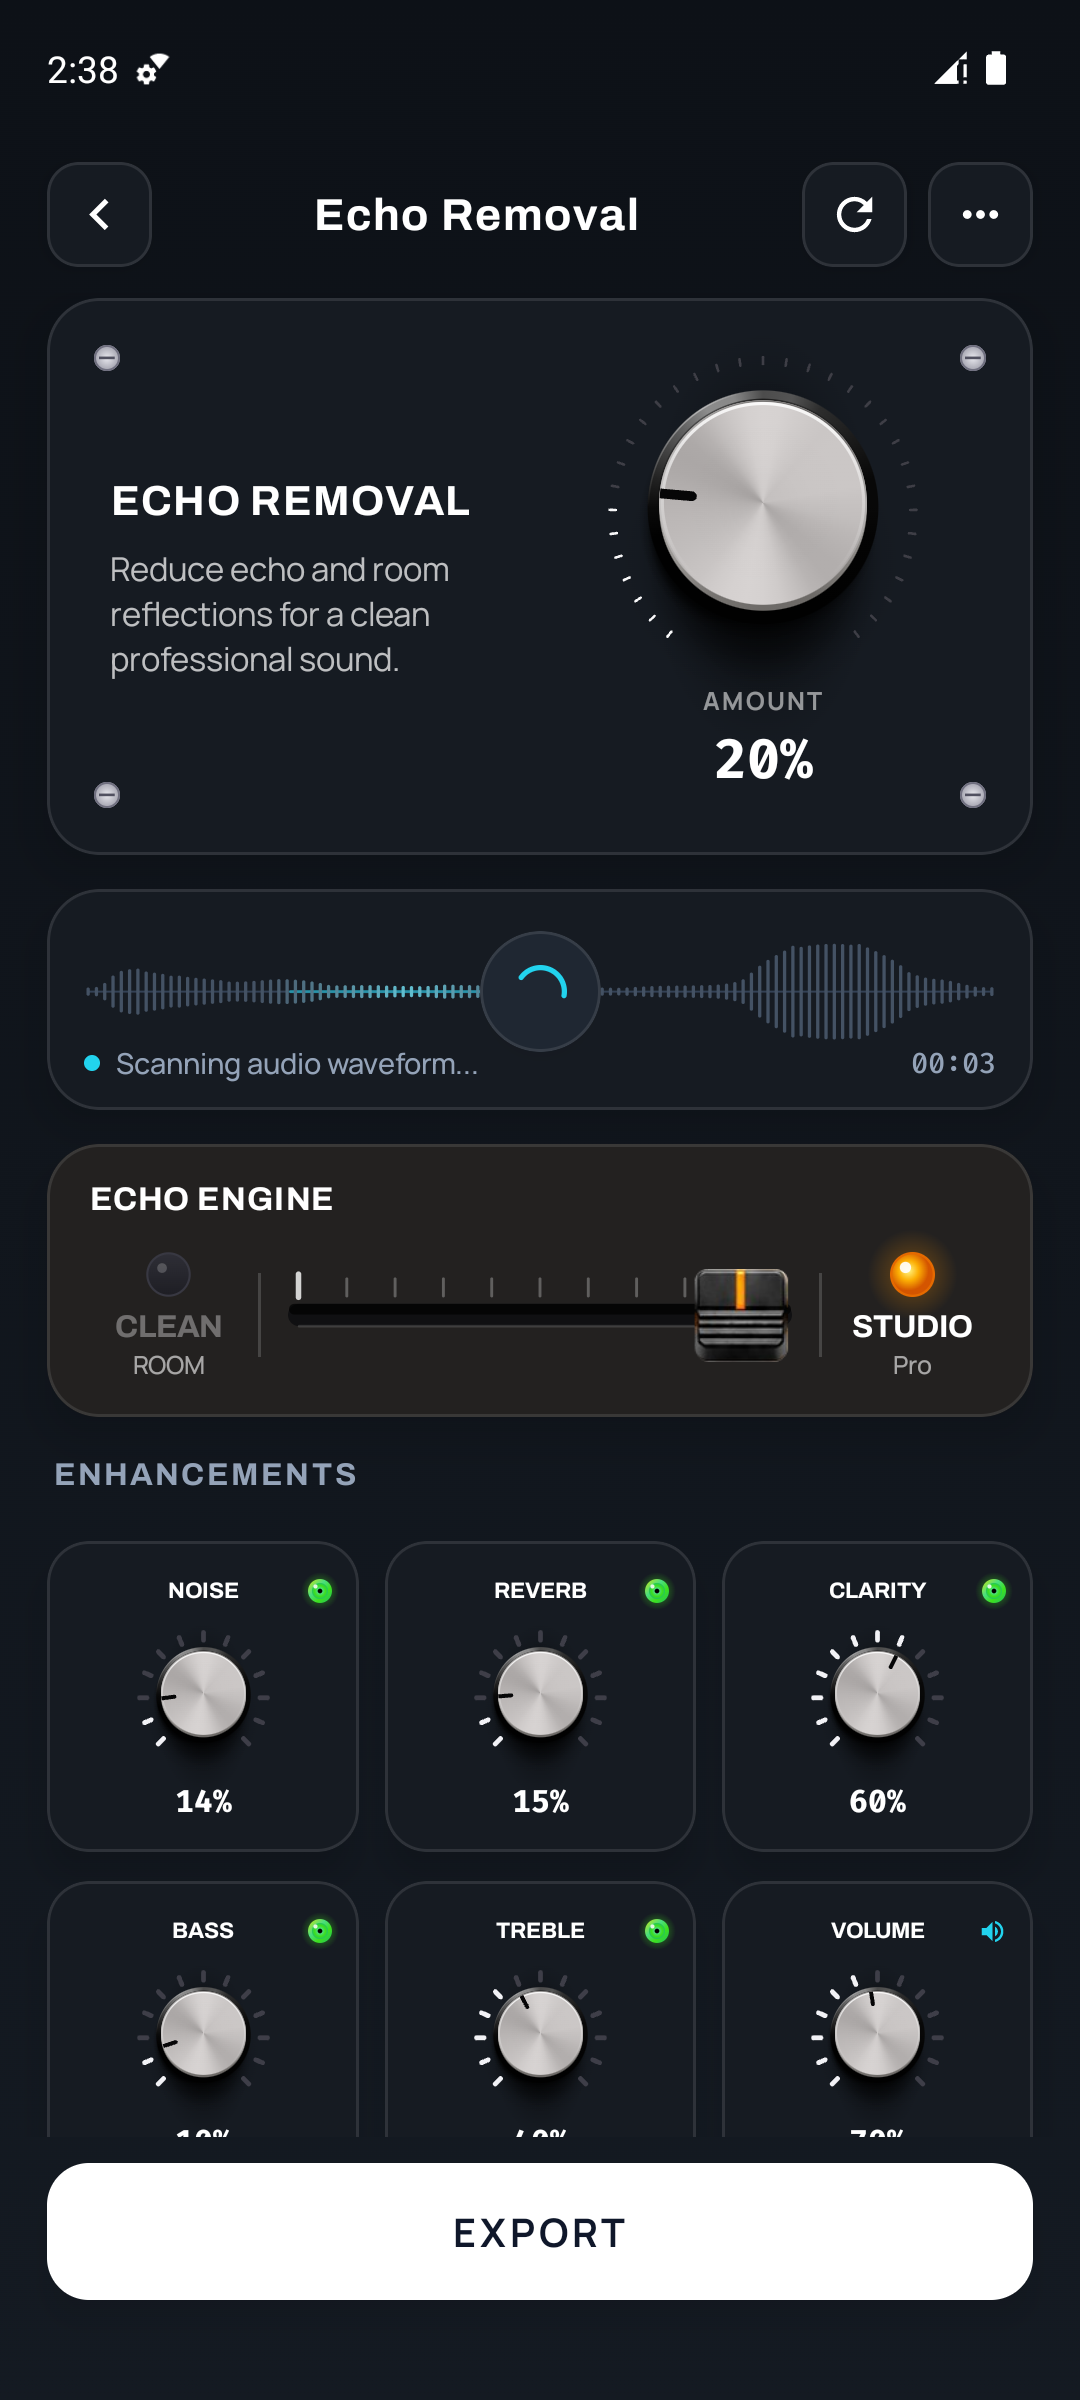 2:38
Echo Removal
ECHO REMOVAL
Reduce echo and room
reflections for a clean
professional sound.
AMOUNT
20%
Scanning audio waveform...
00:03
ECHO ENGINE
CLEAN
ROOM
STUDIO
Pro
ENHANCEMENTS
NOISE
REVERB
CLARITY
14%
15%
60%
BASS
TREBLE
VOLUME
EXPORT